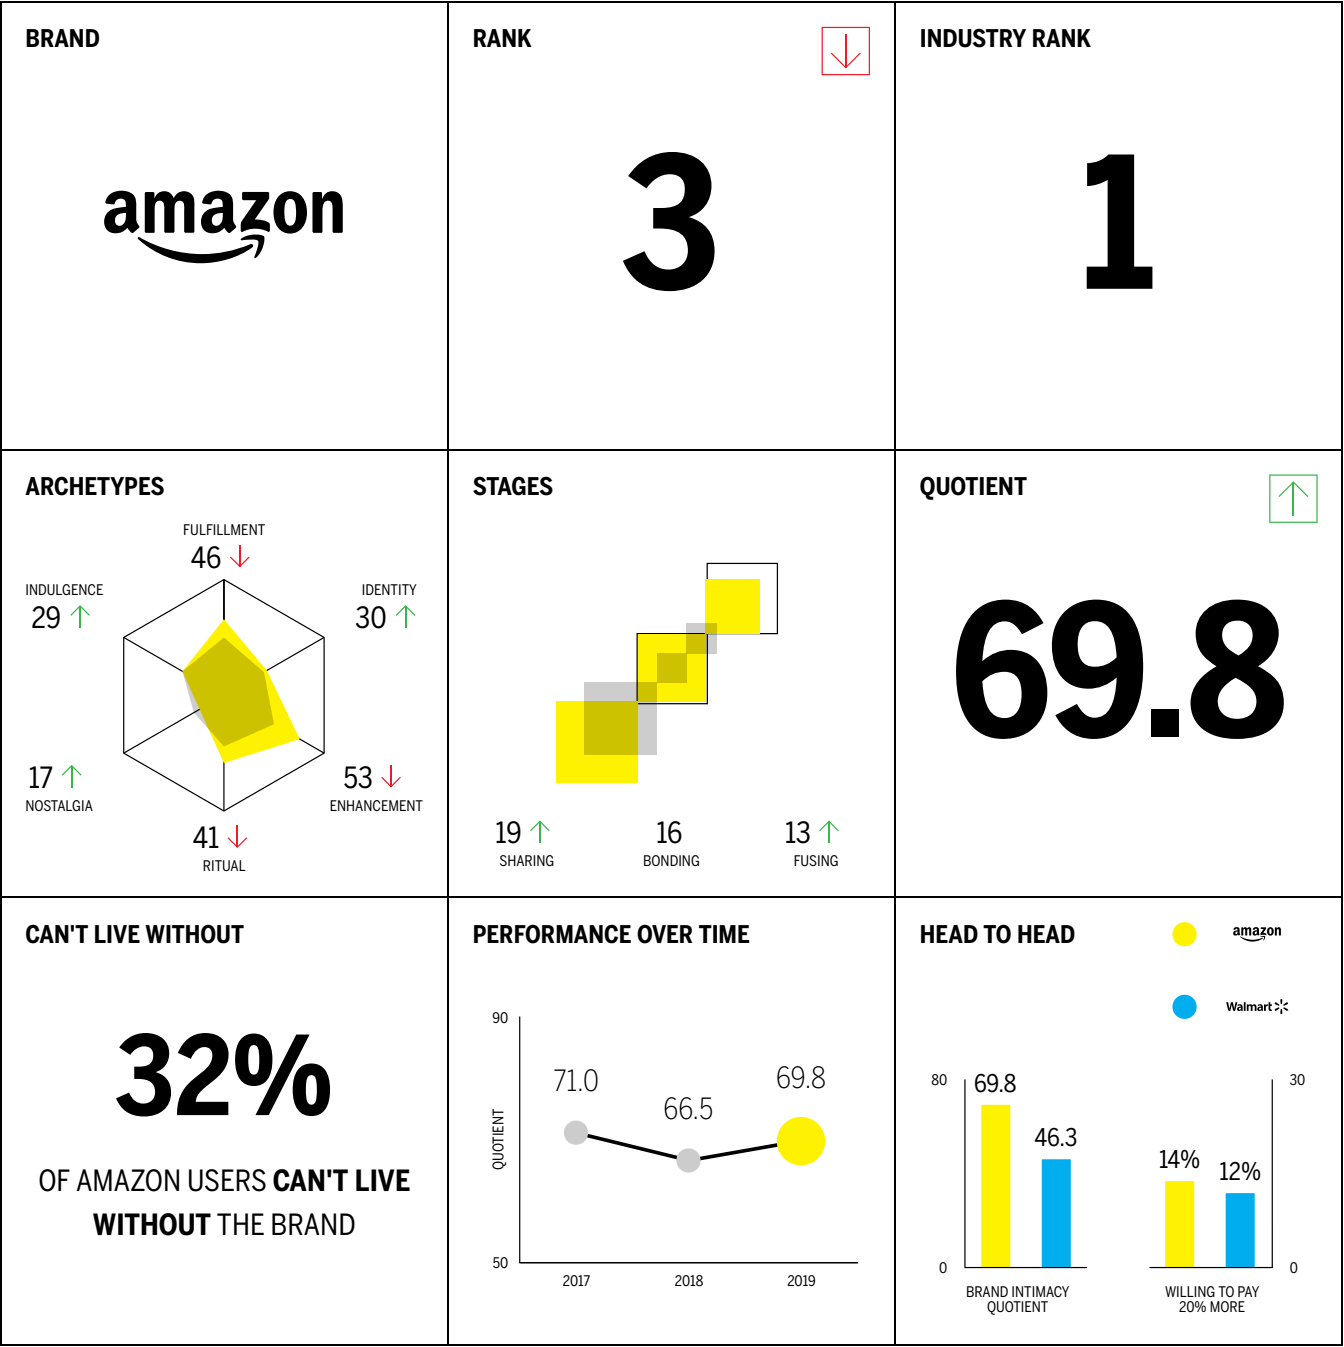 BRAND
amazon
RANK
3
INDUSTRY RANK
1
ARCHETYPES
FULFILLMENT
46
INDULGENCE
29
IDENTITY
30
17
NOSTALGIA
53
ENHANCEMENT
41
RITUAL
STAGES
19
SHARING
16
BONDING
13
FUSING
QUOTIENT
69.8
CAN'T LIVE WITHOUT
32%
OF AMAZON USERS CAN'T LIVE
WITHOUT THE BRAND
PERFORMANCE OVER TIME
90
QUOTIENT
50
71.0
66.5
69.8
2017
2018
2019
HEAD TO HEAD
amazon
Walmart
80
0
69.8
46.3
BRAND INTIMACY
QUOTIENT
14%
12%
30
0
WILLING TO PAY
20% MORE